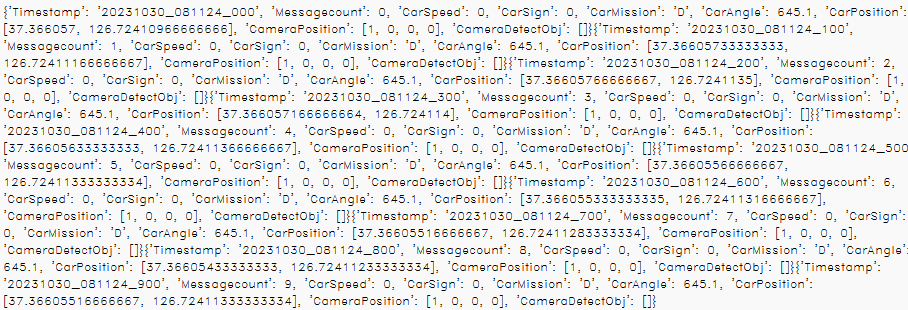 {'Timestamp': '20231030_081124_000', 'Messagecount': 0, 'CarSpeed': 0, 'CarSign': 0, 'CarMission': 'D', 'CarAngle': 645.1, 'CarPosition':
[37.366057, 126.72410966666666], 'CameraPosition': [1, 0, 0, 0], 'CameraDetectObj': []}{'Timestamp': '20231030_081124_100',
'Messagecount': 1, 'CarSpeed': 0, 'CarSign': 0, 'CarMission': 'D', 'CarAngle': 645.1, 'CarPosition': [37.36605733333333,
126.72411166666667], 'CameraPosition': [1, 0, 0, 0], 'CameraDetectObj': []}{'Timestamp': '20231030_081124_200', 'Messagecount': 2,
'CarSpeed': 0, 'CarSign': 0, 'CarMission': 'D', 'CarAngle': 645.1, 'CarPosition': [37.36605766666667, 126.7241135], 'CameraPosition': [1,
0, 0, 0], 'CameraDetectObj': []}{'Timestamp': '20231030_081124_300', 'Messagecount': 3, 'CarSpeed': 0, 'CarSign': 0, 'CarMission': 'D',
'CarAngle': 645.1, 'CarPosition': [37.366057166666664, 126.724114], 'CameraPosition': [1, 0, 0, 0], 'CameraDetectObj': []}{'Timestamp':
'20231030_081124_400', 'Messagecount': 4, 'CarSpeed': 0, 'CarSign': 0, 'CarMission': 'D', 'CarAngle': 645.1, 'CarPosition':
[37.36605633333333, 126.72411366666667], 'CameraPosition': [1, 0, 0, 0], 'CameraDetectObj': []}{'Timestamp': '20231030_081124_500',
'Messagecount': 5, 'CarSpeed': 0, 'CarSign': 0, 'CarMission': 'D', 'CarAngle': 645.1, 'CarPosition': [37.36605566666667,
126.72411333333334], 'CameraPosition': [1, 0, 0, 0], 'CameraDetectObj': []}{'Timestamp': '20231030_081124_600', 'Messagecount': 6,
'CarSpeed': 0, 'CarSign': 0, 'CarMission': 'D', 'CarAngle': 645.1, 'CarPosition': [37.366055333333335, 126.72411316666667],
'CameraPosition': [1, 0, 0, 0], 'CameraDetectObj': []}{'Timestamp': '20231030_081124_700', 'Messagecount': 7, 'CarSpeed': 0, 'CarSign':
0, 'CarMission': 'D', 'CarAngle': 645.1, 'CarPosition': [37.36605516666667, 126.72411283333334], 'CameraPosition': [1, 0, 0, 0],
'CameraDetectObj': []}{'Timestamp': '20231030_081124_800', 'Messagecount': 8, 'CarSpeed': 0, 'CarSign': 0, 'CarMission': 'D', 'CarAngle':
645.1, 'CarPosition': [37.36605433333333, 126.72411233333334], 'CameraPosition': [1, 0, 0, 0], 'CameraDetectObj': []}{'Timestamp':
'20231030_081124_900', 'Messagecount': 9, 'CarSpeed': 0, 'CarSign': 0, 'CarMission': 'D', 'CarAngle': 645.1, 'CarPosition':
[37.36605516666667, 126.72411333333334], 'CameraPosition': [1, 0, 0, 0], 'CameraDetectObj': []}